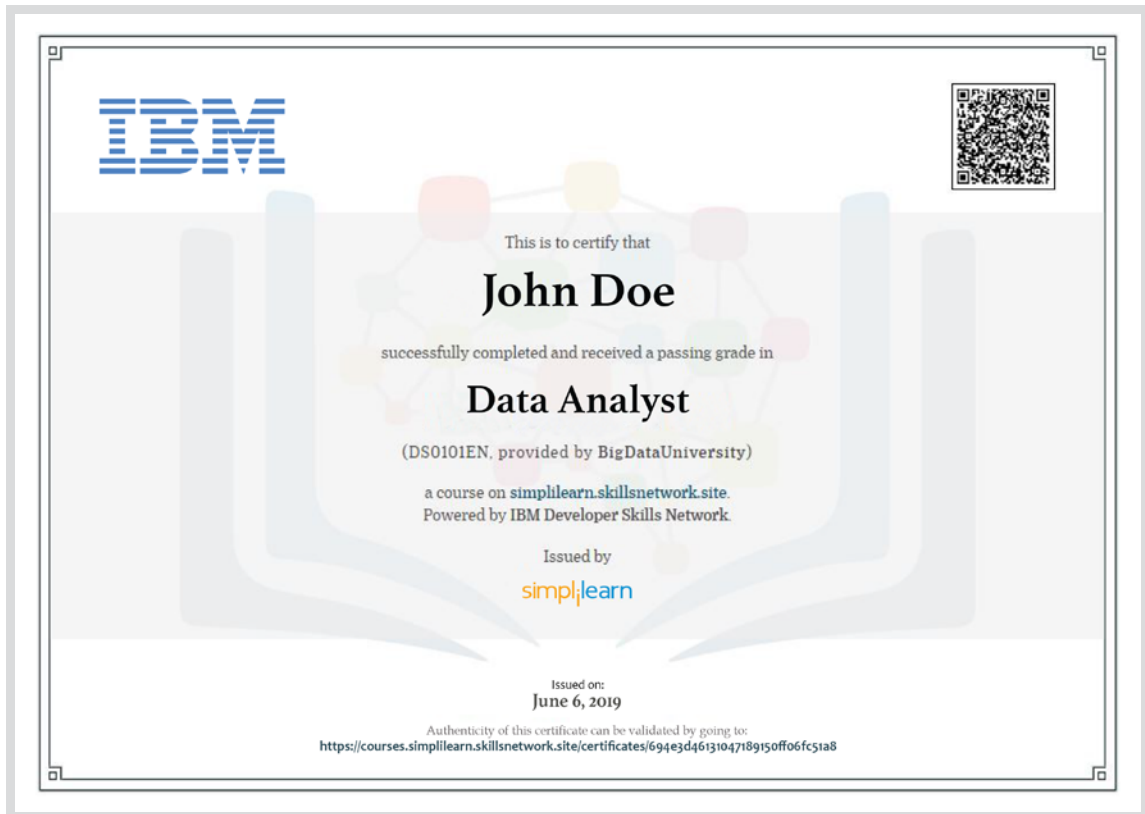 IBM
This is to certify that
John Doe
successfully completed and received a passing grade in
Data Analyst
(DS0101EN, provided by BigDataUniversity)
a course on simplilearn.skillsnetwork.site.
Powered by IBM Developer Skills Network.
Issued by
simplilearn
Issued on:
June 6, 2019
Authenticity of this certificate can be validated by going to:
https://courses.simplilearn.skillsnetwork.site/certificates/694e3d46131047189150ff06fc51a8